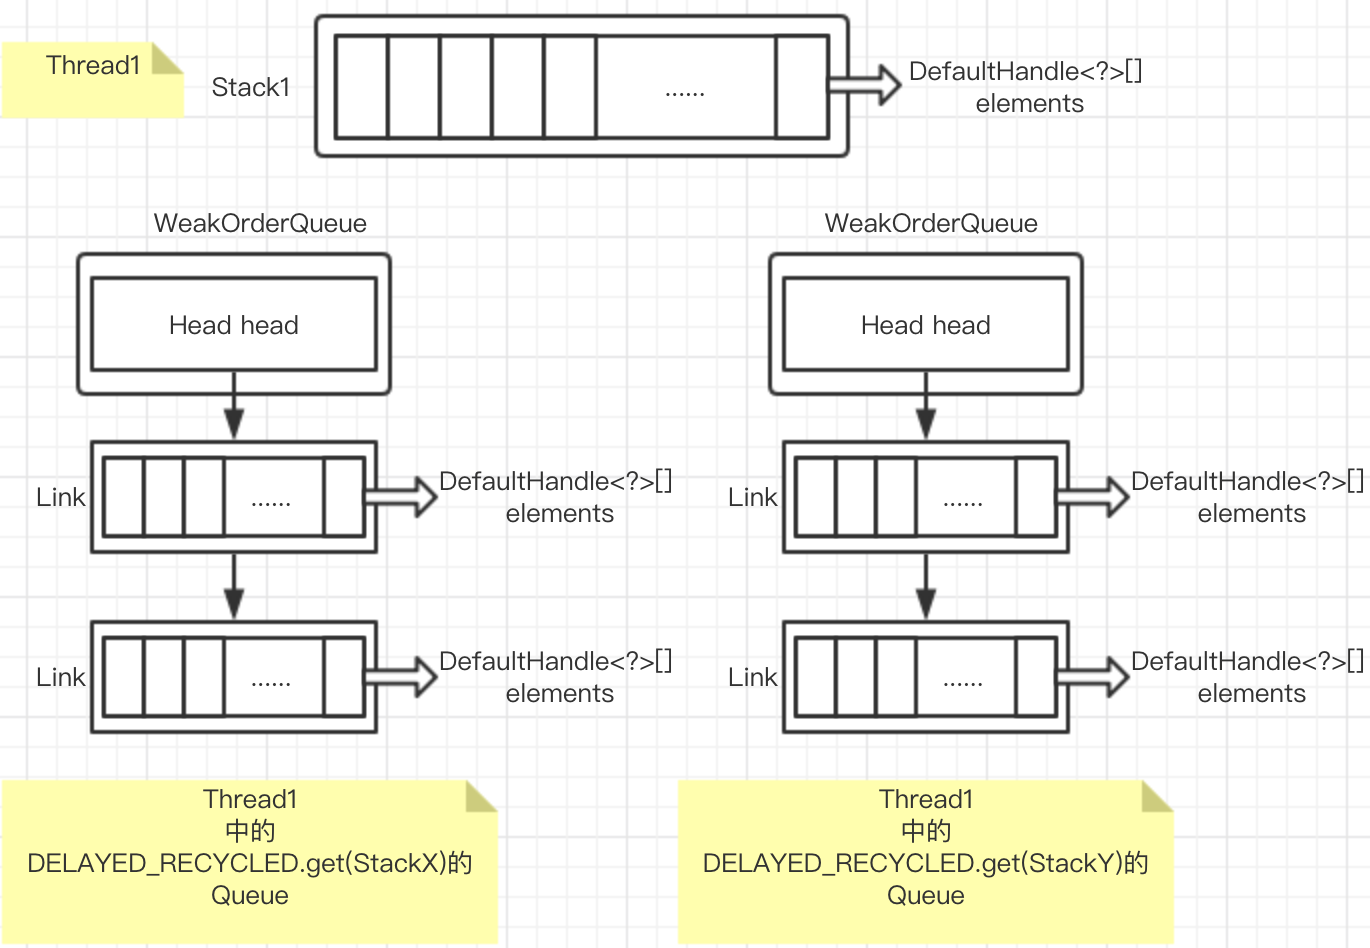 Thread1
Stack1
......
DefaultHandle<?>[]
elements
WeakOrderQueue
WeakOrderQueue
Head head
Head head
Link
......
DefaultHandle<?>[]
elements
Link
......
DefaultHandle<?>[]
elements
Link
......
DefaultHandle<?>[]
elements
Link
......
DefaultHandle<?>[]
elements
Thread1
中的
DELAYED_RECYCLED.get(StackX)的
Queue
Thread1
中的
DELAYED_RECYCLED.get(StackY)的
Queue